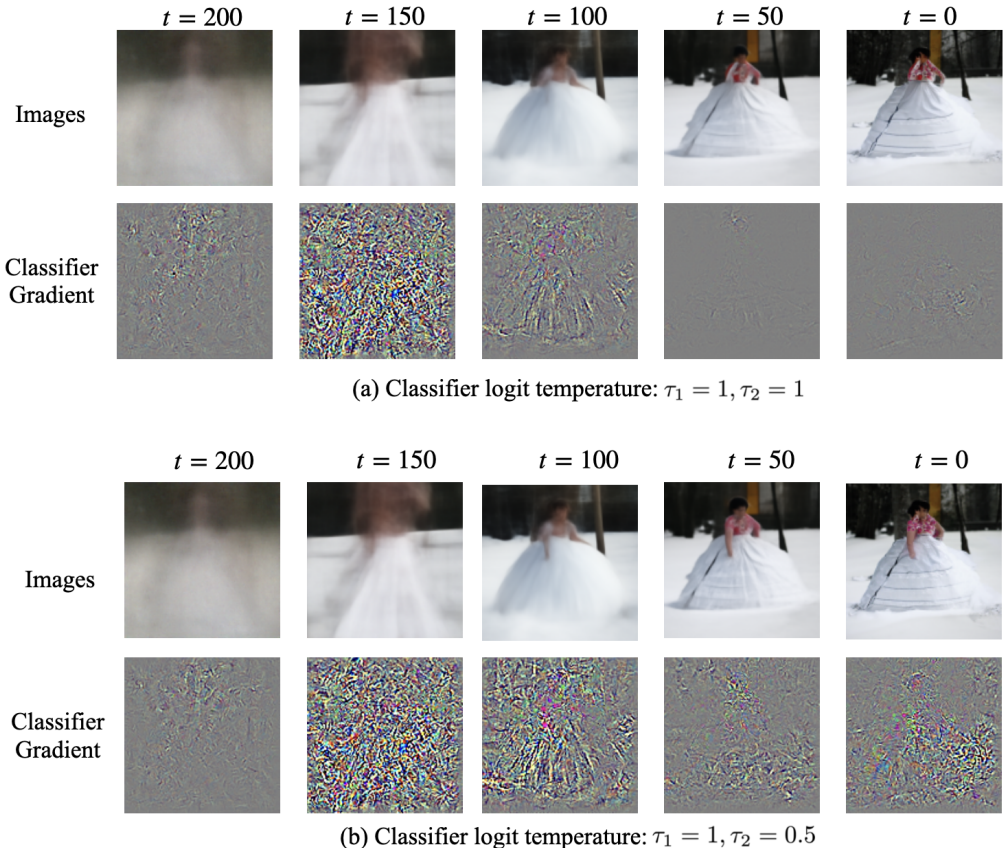 t = 200 t = 150 t = 100 t = 50 t = 0
Images
Classifier
Gradient
(a) Classifier logit temperature: τ₁ = 1, τ₂ = 1
t = 200 t = 150 t = 100 t = 50 t = 0
Images
Classifier
Gradient
(b) Classifier logit temperature: τ₁ = 1, τ₂ = 0.5